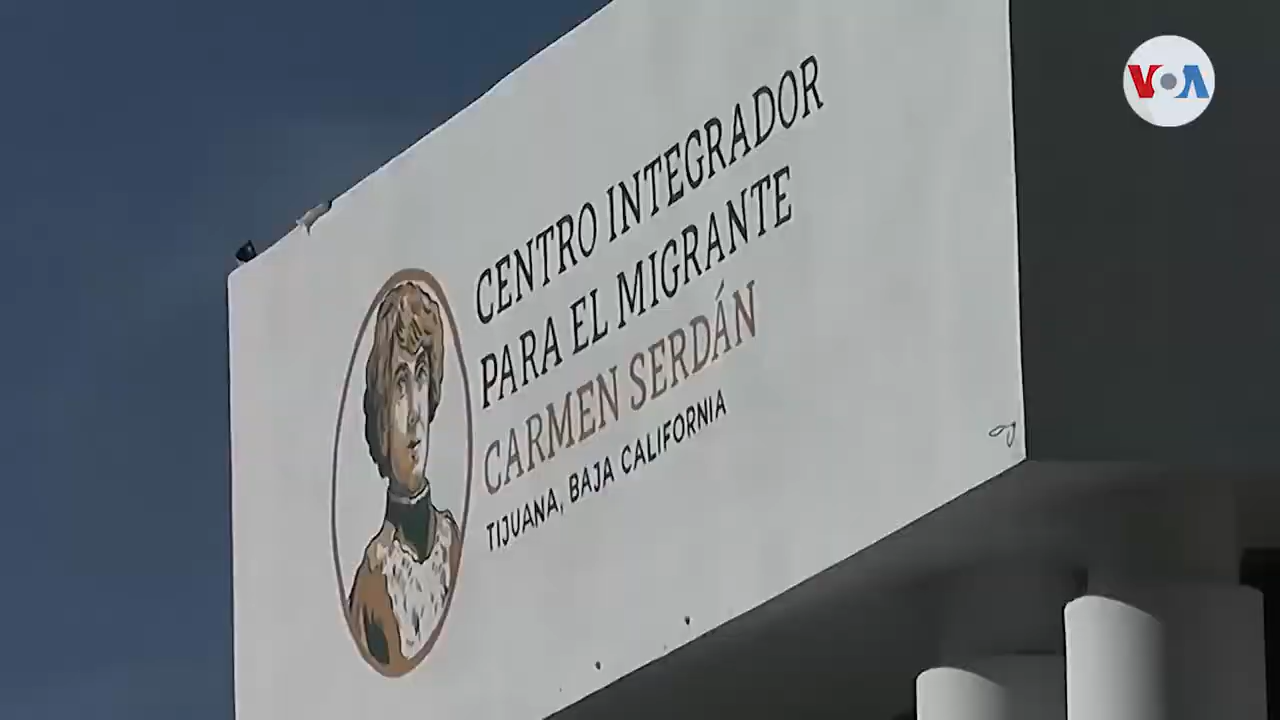 VOA
CENTRO INTEGRADOR
PARA EL MIGRANTE
CARMEN SERDÁN
TIJUANA, BAJA CALIFORNIA